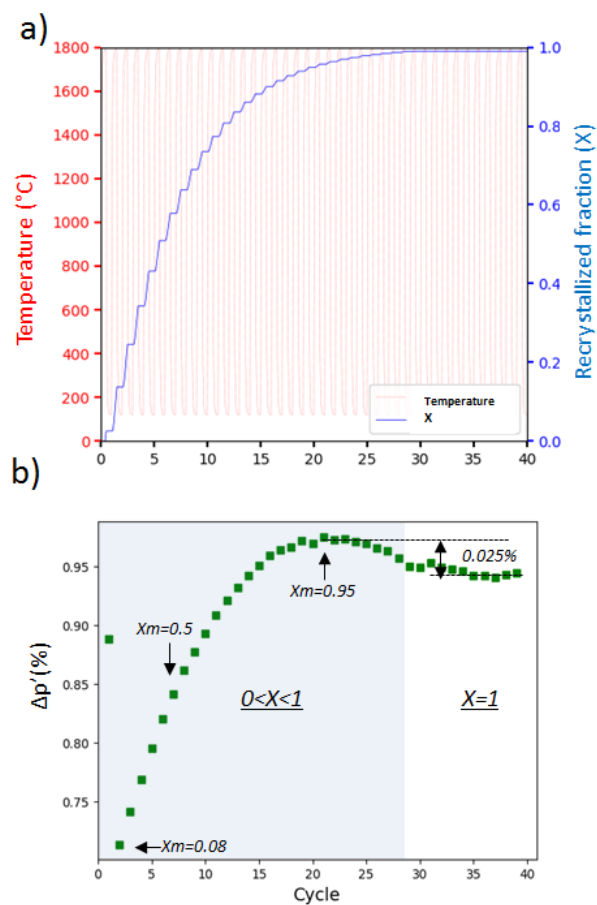 a)
Temperature (°C)
1800
1600
1400
1200
1000
800
600
400
200
0
1.0
0.8
0.6
0.4
0.2
0.0
Recrystallized fraction (X)
Temperature
X
0 5 10 15 20 25 30 35 40
b)
Δp'(%)
0.95
0.90
0.85
0.80
0.75
0.025%
Xm=0.95
Xm=0.5
0<X<1
X=1
Xm=0.08
0 5 10 15 20 25 30 35 40
Cycle